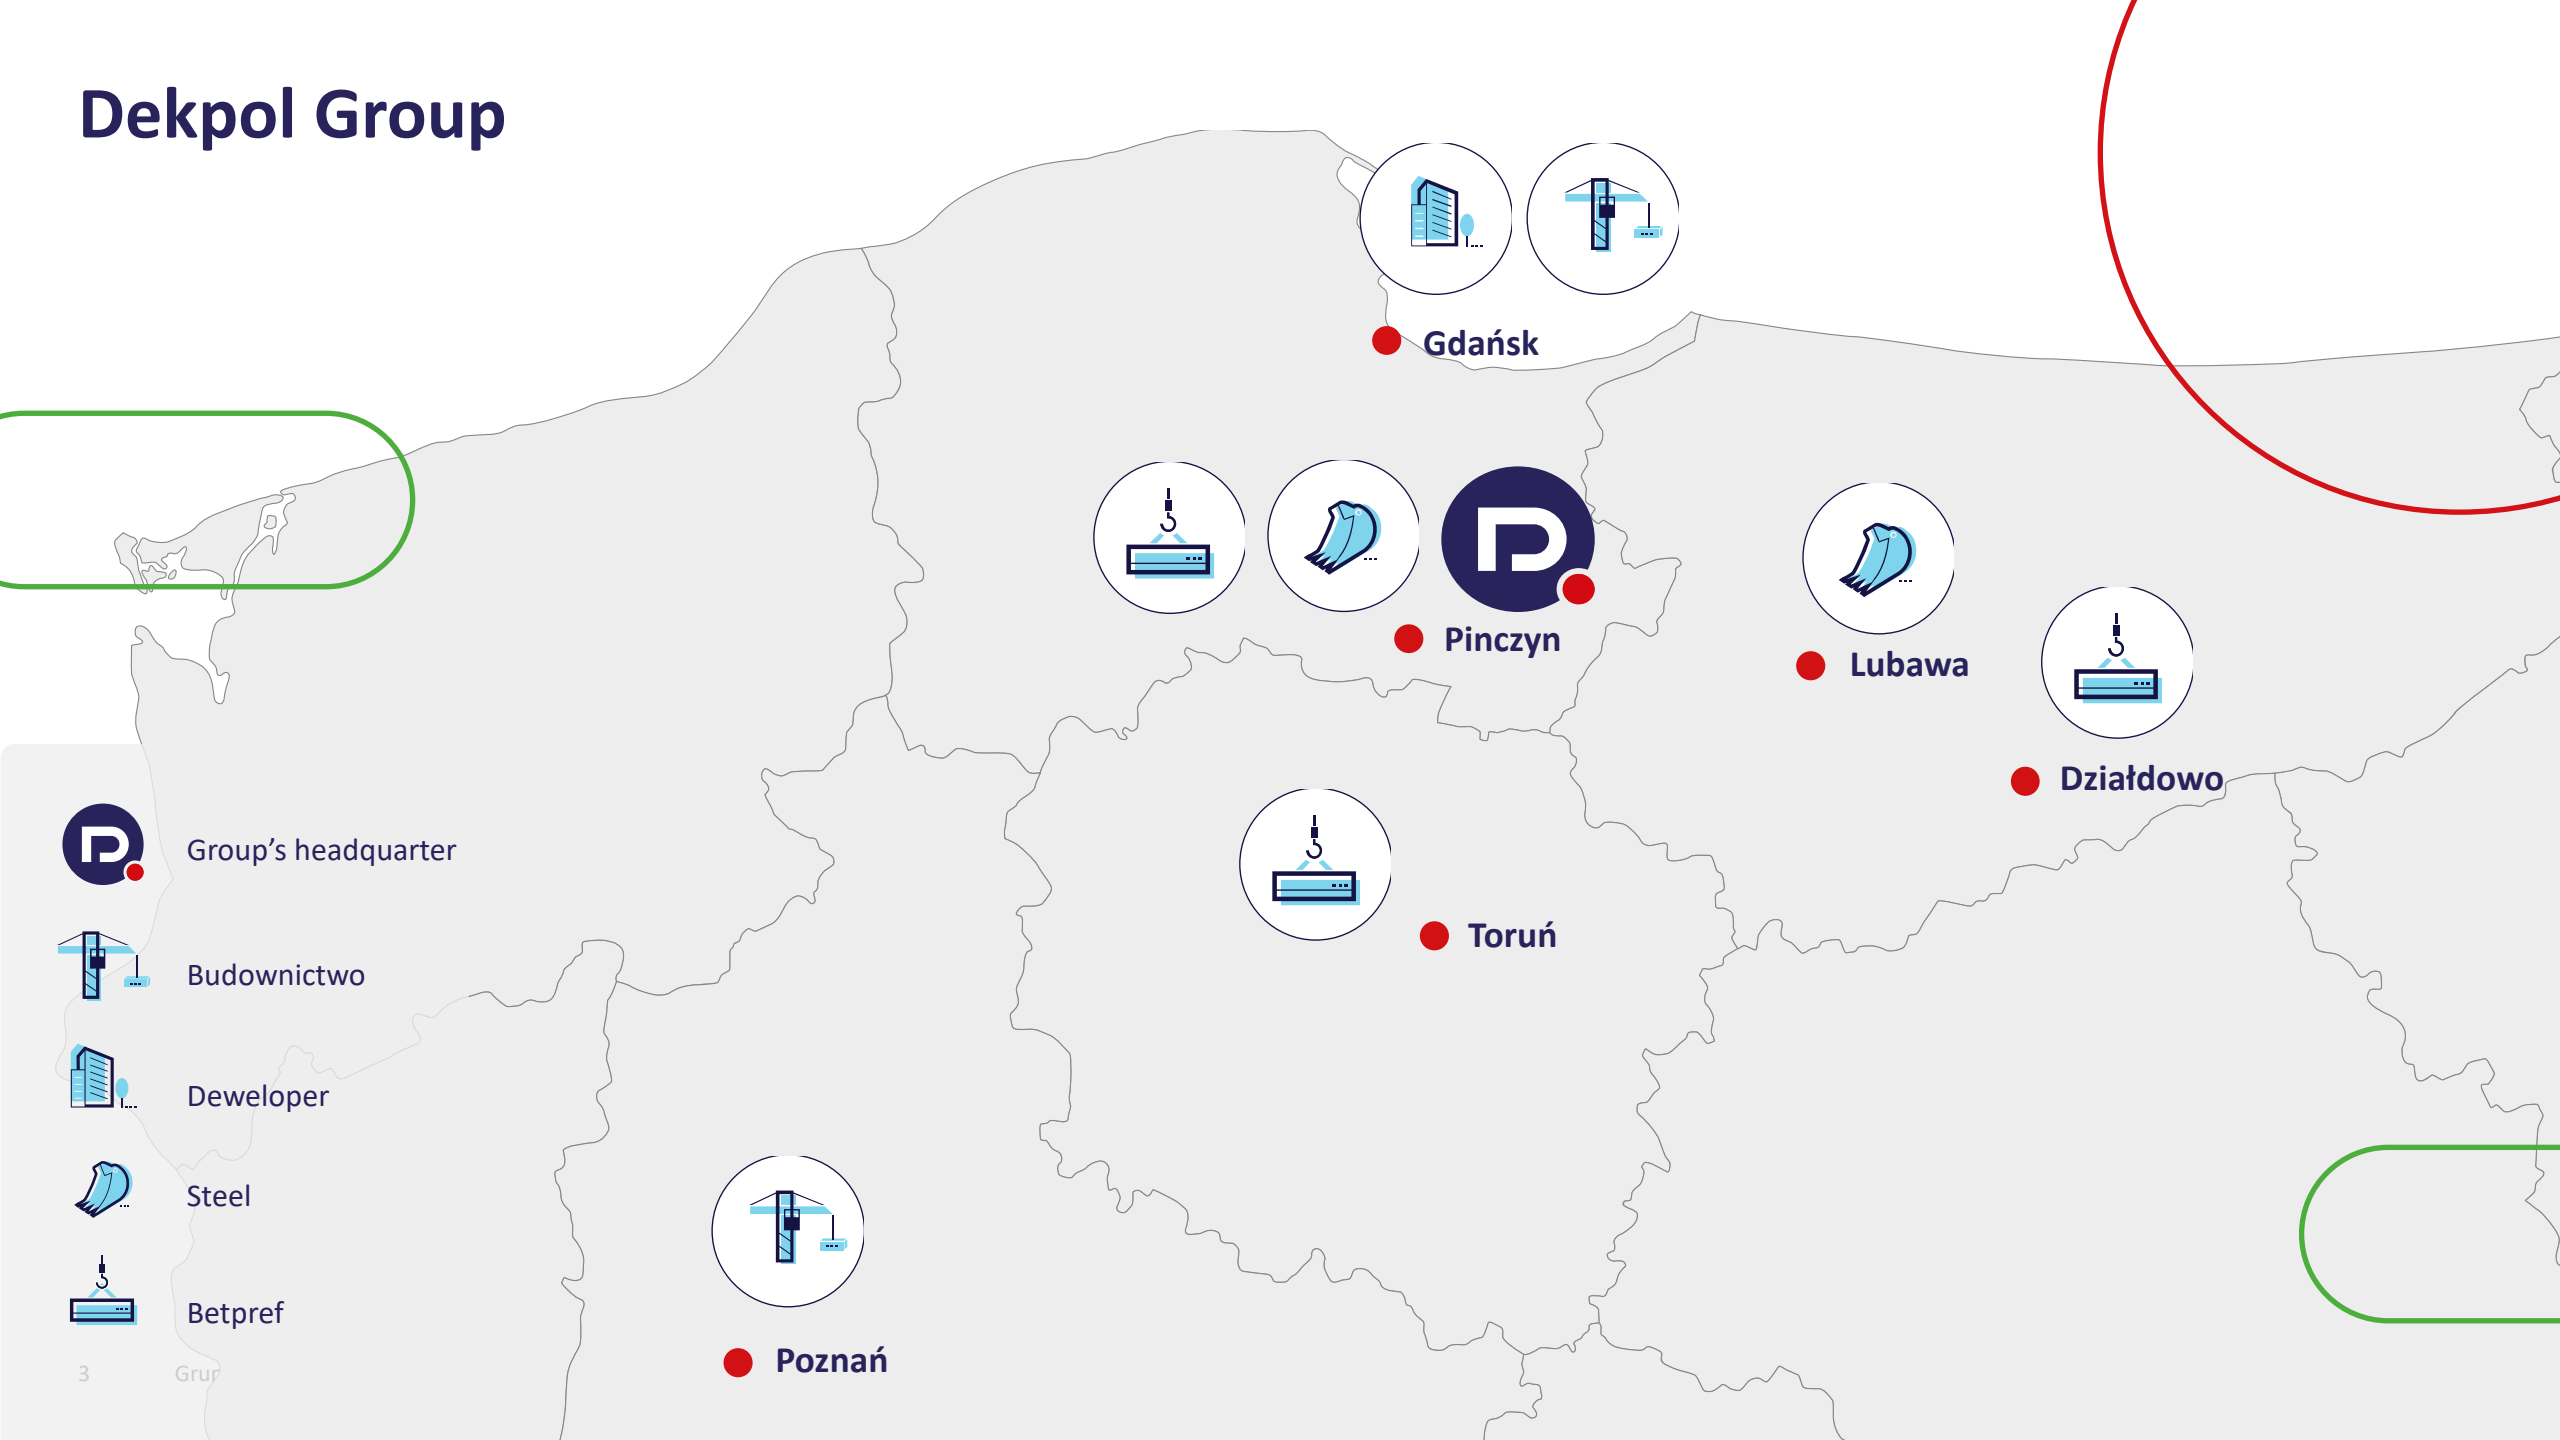 Dekpol Group
Gdańsk
Pinczyn
Lubawa
Działdowo
Toruń
Poznań
Group’s headquarter
Budownictwo
Deweloper
Steel
Betpref
3